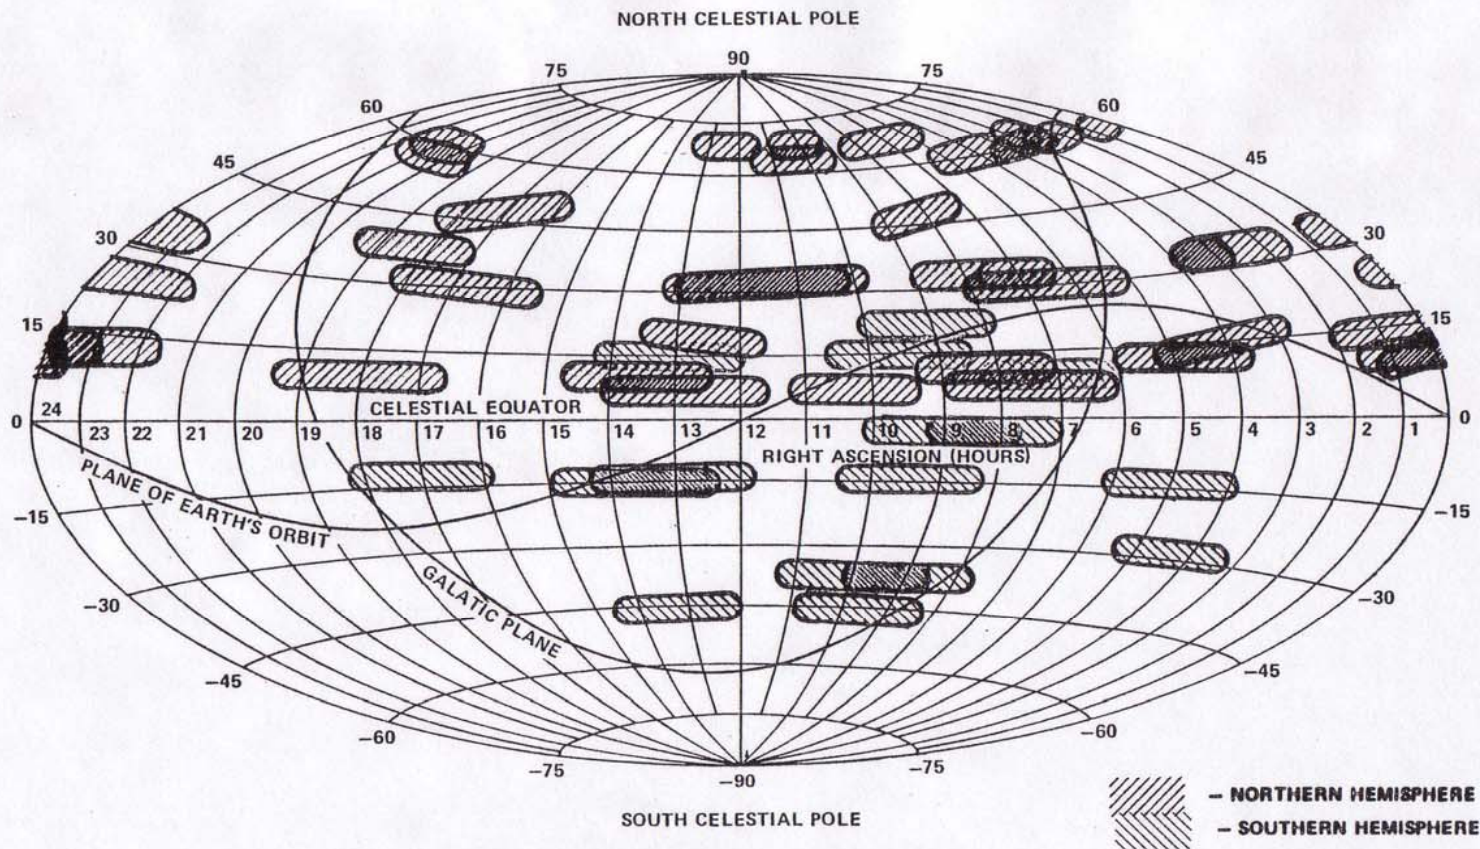 NORTH CELESTIAL POLE
90
75 75
60 60
45 45
30 30
15 15
0 24 23 22 21 20 19 18 17 16 15 14 13 12 11 10 9 8 7 6 5 4 3 2 1 0
CELESTIAL EQUATOR
RIGHT ASCENSION (HOURS)
PLANE OF EARTH'S ORBIT
GALATIC PLANE
−15 −15
−30 −30
−45 −45
−60 −60
−75 −75
−90
SOUTH CELESTIAL POLE
– NORTHERN HEMISPHERE
– SOUTHERN HEMISPHERE